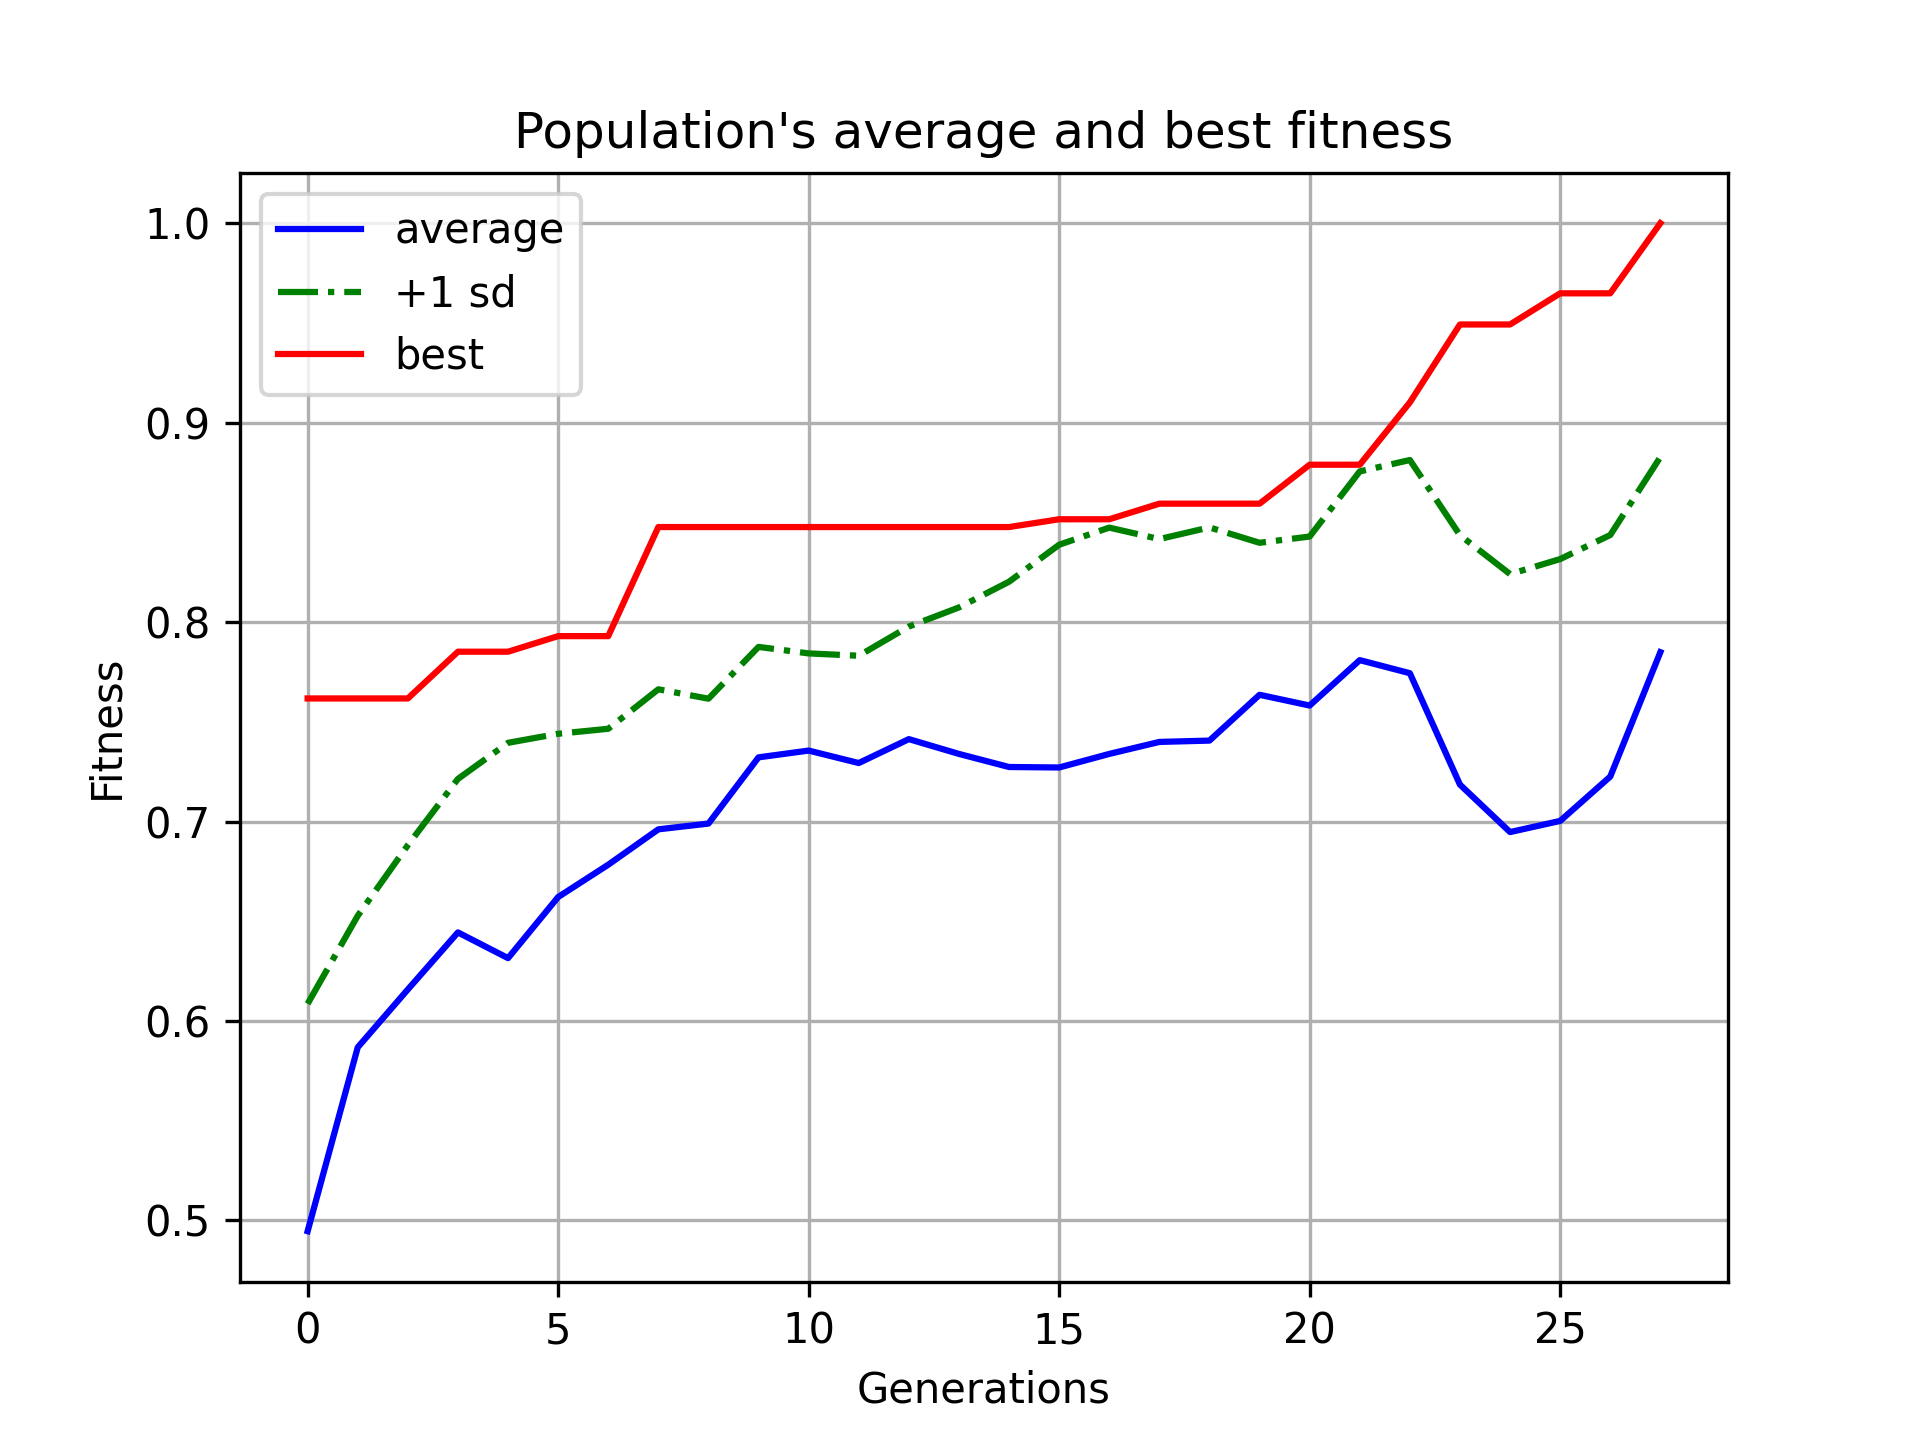 Population's average and best fitness
average
+1 sd
best
1.0
0.9
0.8
0.7
0.6
0.5
Fitness
0 5 10 15 20 25
Generations